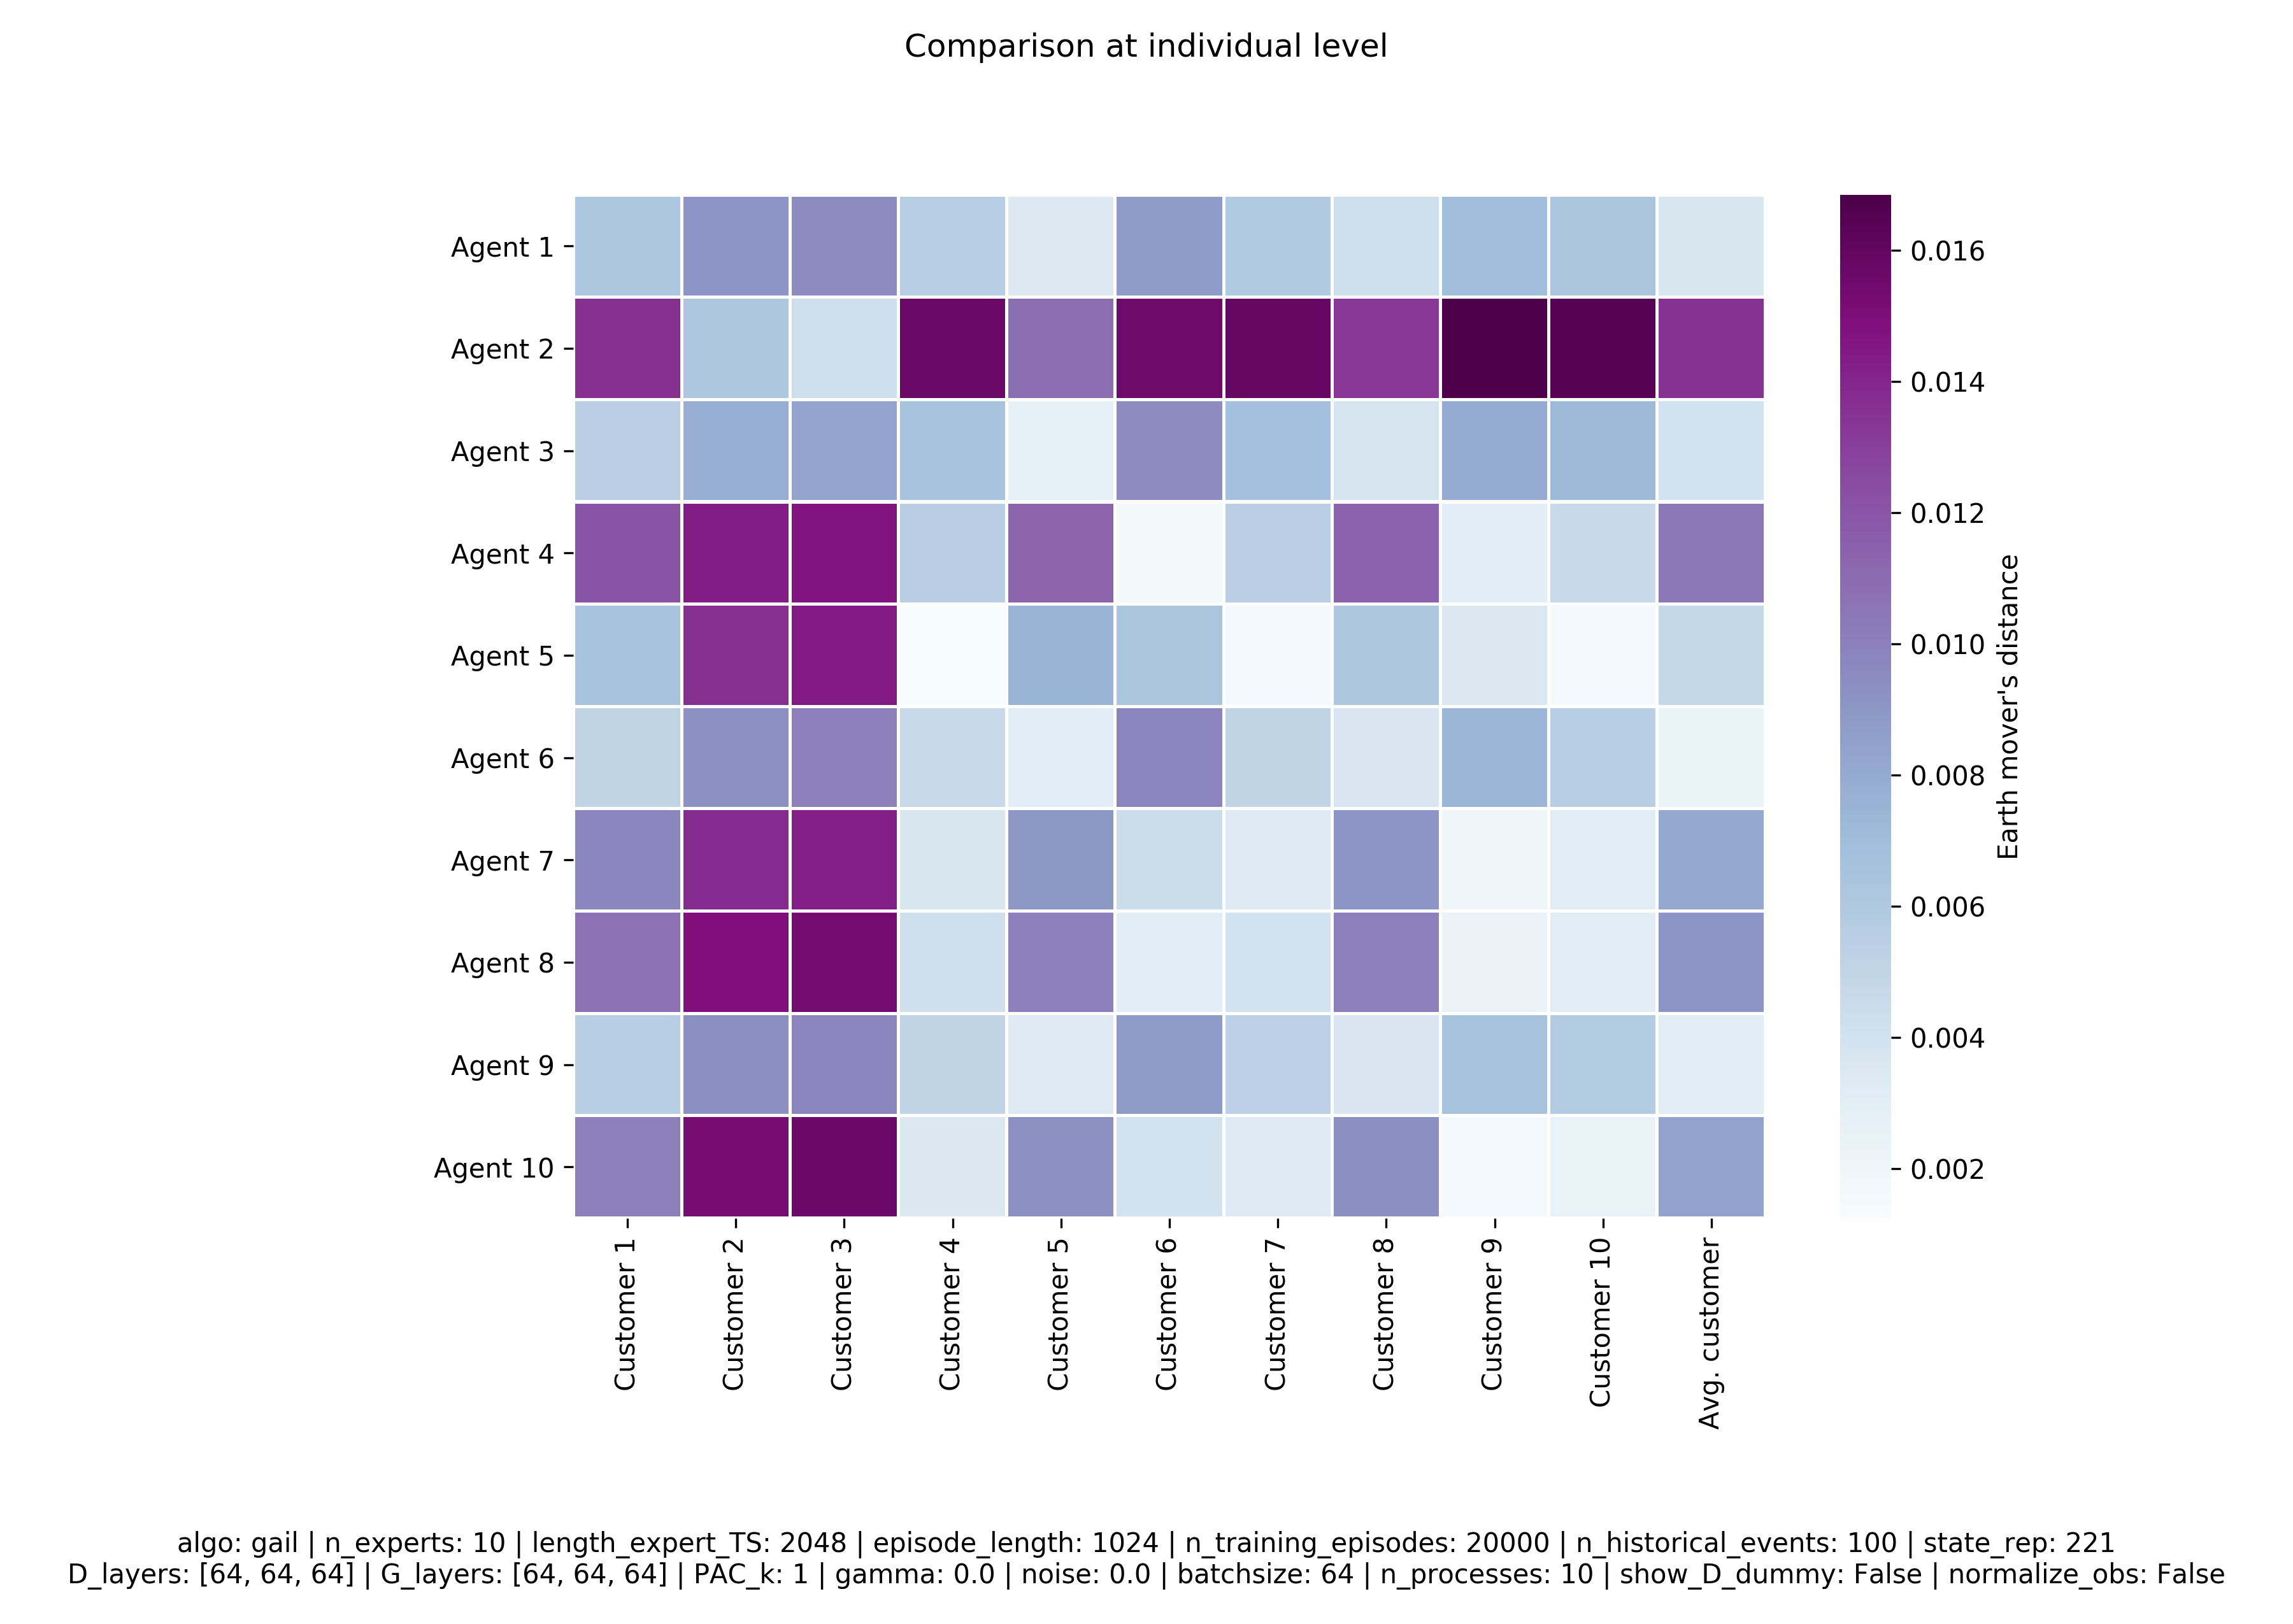 Comparison at individual level
Agent 1
Agent 2
Agent 3
Agent 4
Agent 5
Agent 6
Agent 7
Agent 8
Agent 9
Agent 10
Customer 1
Customer 2
Customer 3
Customer 4
Customer 5
Customer 6
Customer 7
Customer 8
Customer 9
Customer 10
Avg. customer
0.016
0.014
0.012
0.010
0.008
0.006
0.004
0.002
Earth mover's distance
algo: gail | n_experts: 10 | length_expert_TS: 2048 | episode_length: 1024 | n_training_episodes: 20000 | n_historical_events: 100 | state_rep: 221
D_layers: [64, 64, 64] | G_layers: [64, 64, 64] | PAC_k: 1 | gamma: 0.0 | noise: 0.0 | batchsize: 64 | n_processes: 10 | show_D_dummy: False | normalize_obs: False